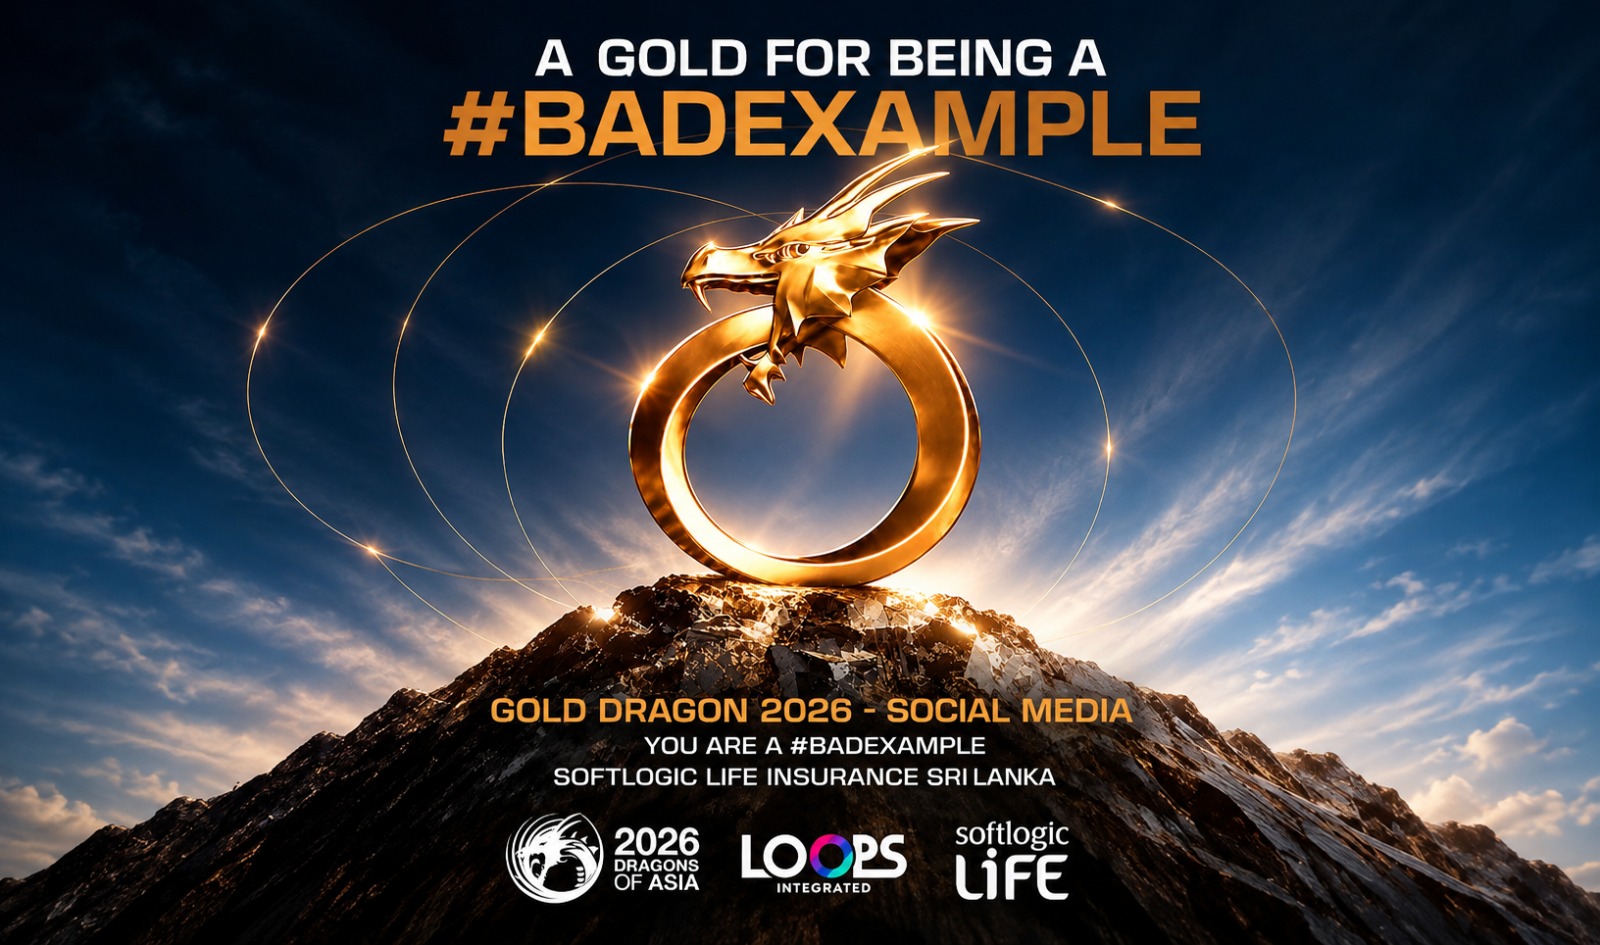 A GOLD FOR BEING A
#BADEXAMPLE
GOLD DRAGON 2026 - SOCIAL MEDIA
YOU ARE A #BADEXAMPLE
SOFTLOGIC LIFE INSURANCE SRI LANKA
2026
DRAGONS
OF ASIA
LOOPS
INTEGRATED
softlogic
LiFE